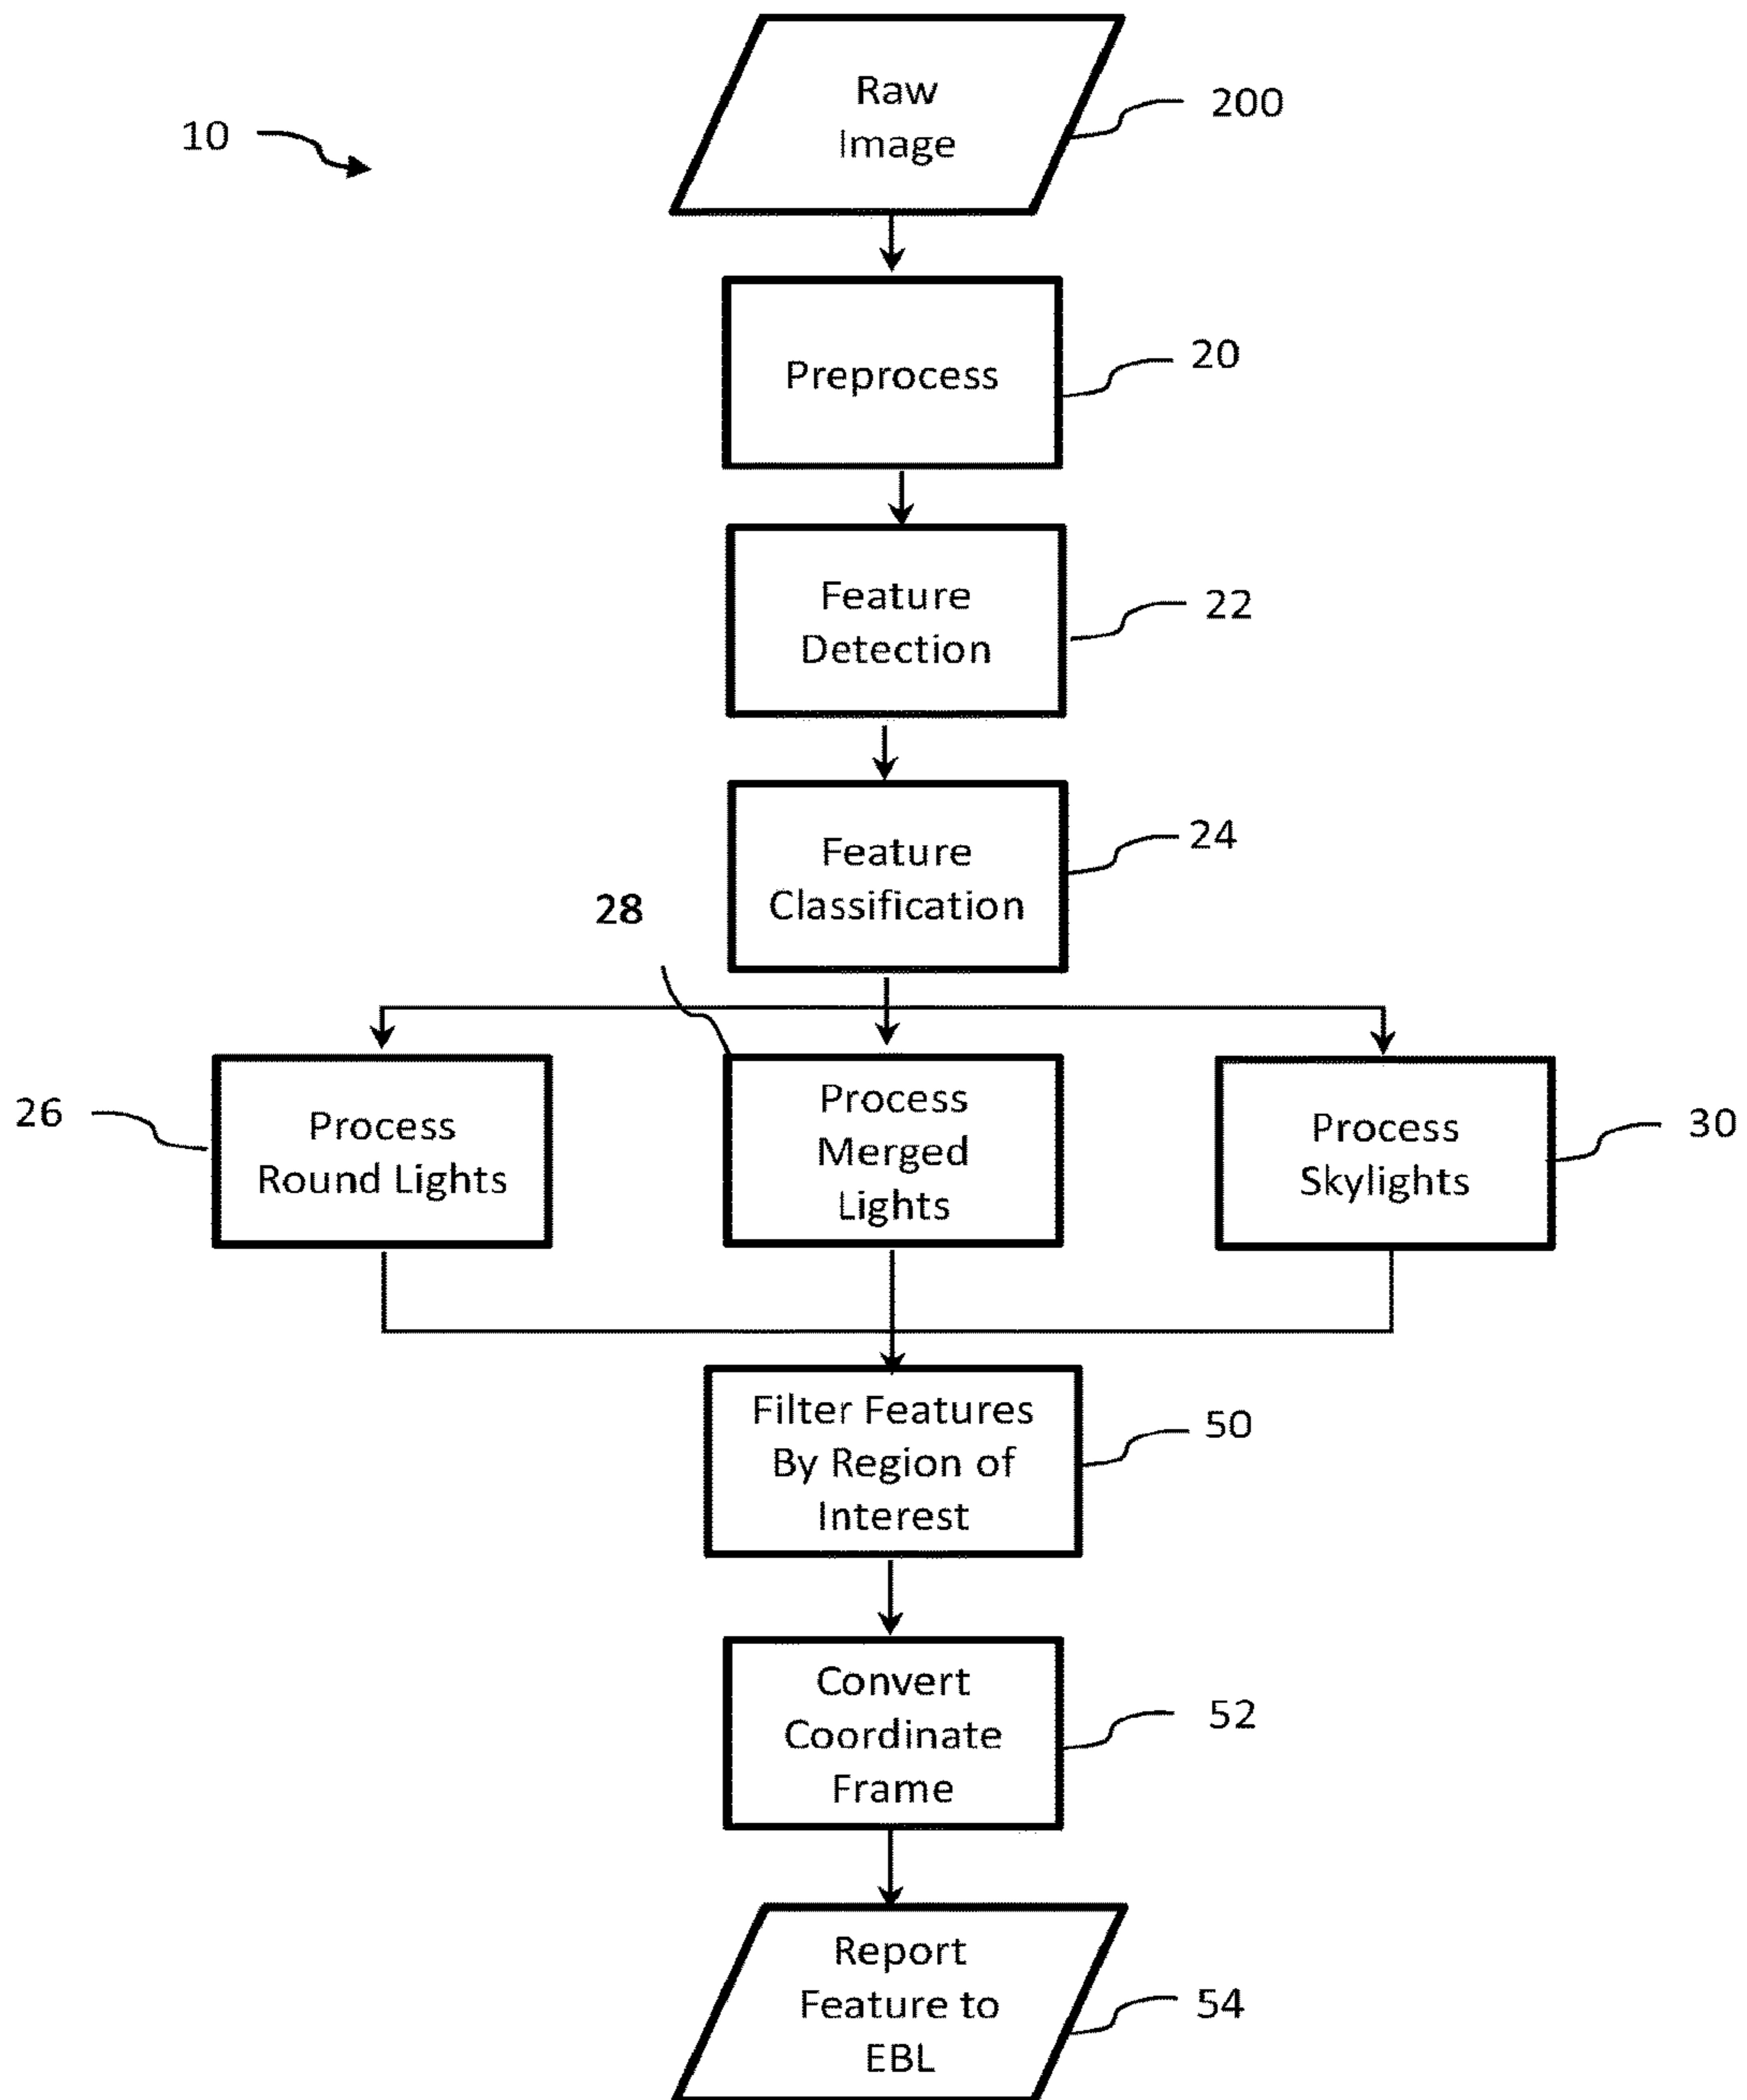 Raw
Image
200
10
Preprocess
20
Feature
Detection
22
Feature
Classification
24
28
Process
Round Lights
26
Process
Merged
Lights
Process
Skylights
30
Filter Features
By Region of
Interest
50
Convert
Coordinate
Frame
52
Report
Feature to
EBL
54